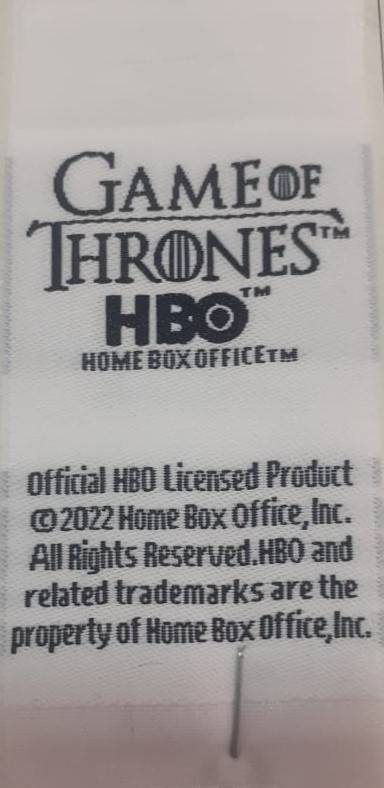 GAME OF
THRONES™
HBO™
HOME BOX OFFICE™
Official HBO Licensed Product
©2022 Home Box Office, Inc.
All Rights Reserved.HBO and
related trademarks are the
property of Home Box Office,Inc.